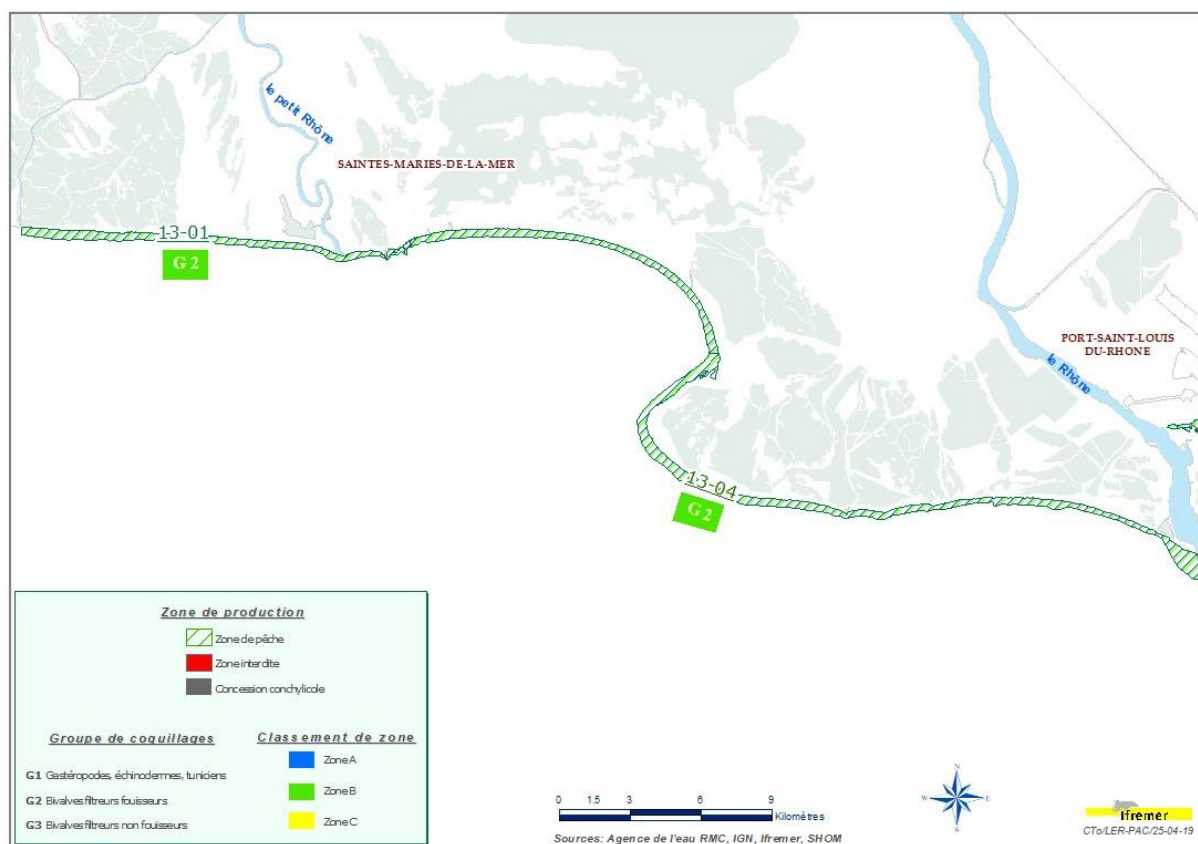 le petit Rhône
SAINTES-MARIES-DE-LA-MER
13-01
G 2
PORT-SAINT-LOUIS
DU-RHONE
le Rhône
13-04
G 2
Zone de production
Zone de pêche
Zone interdite
Concession conchylicole
Groupe de coquillages
G1 Gastéropodes, échinodermes, tuniciens
G2 Bivalves filtreurs fouisseurs
G3 Bivalves filtreurs non fouisseurs
Classement de zone
Zone A
Zone B
Zone C
0 1.5 3 6 9
Kilomètres
Sources: Agence de l'eau RMC, IGN, Ifremer, SHOM
N
W E
S
Ifremer
CTo/LER-PAC/25-04-19